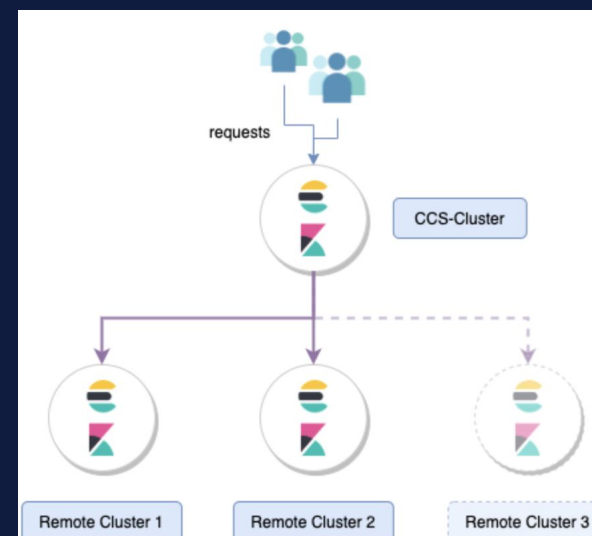 requests
CCS-Cluster
Remote Cluster 1
Remote Cluster 2
Remote Cluster 3